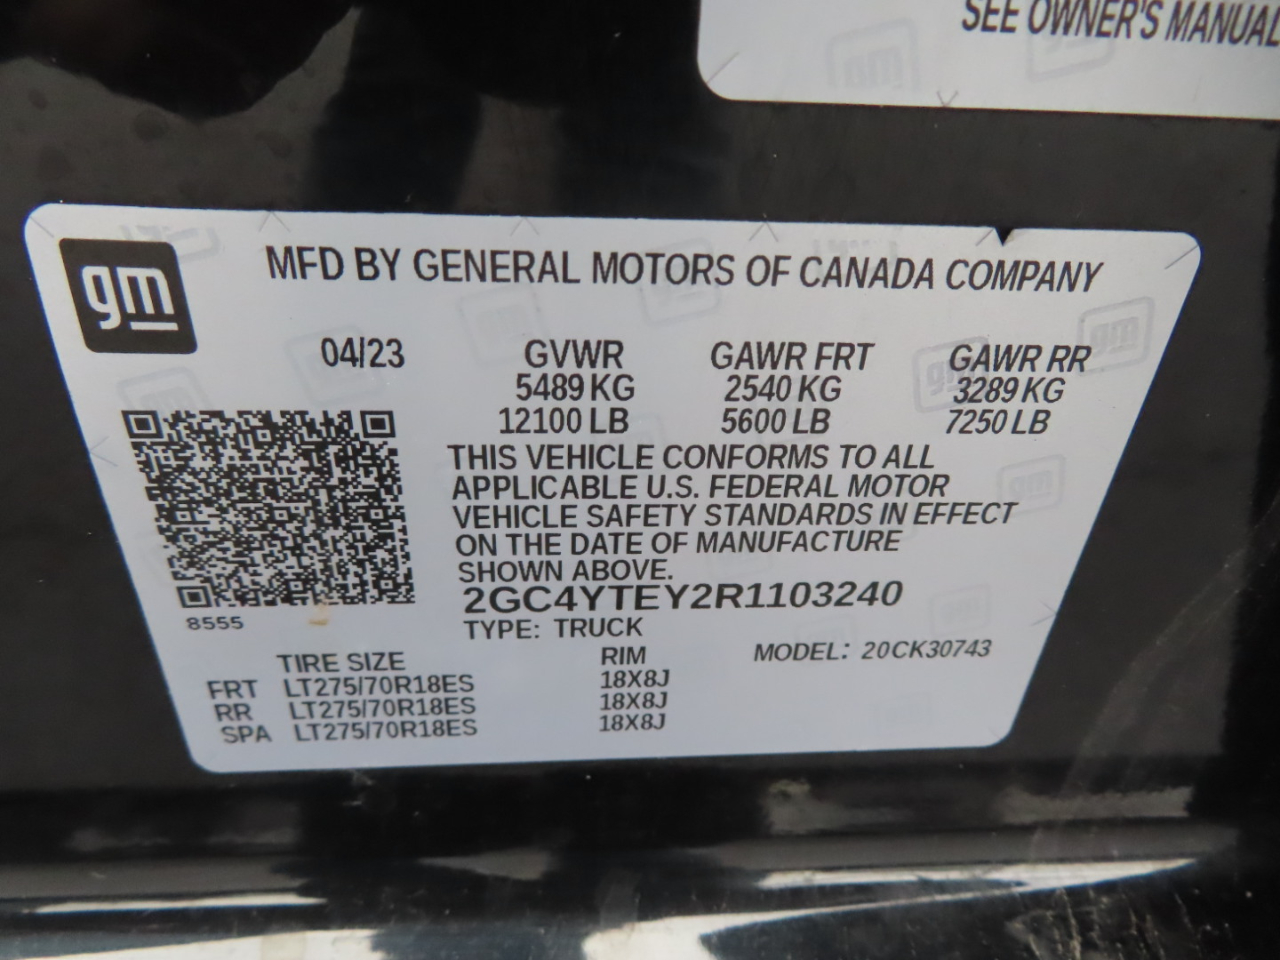 SEE OWNER'S MANUAL
gm
MFD BY GENERAL MOTORS OF CANADA COMPANY
04/23 GVWR GAWR FRT GAWR RR
5489 KG 2540 KG 3289 KG
12100 LB 5600 LB 7250 LB
THIS VEHICLE CONFORMS TO ALL
APPLICABLE U.S. FEDERAL MOTOR
VEHICLE SAFETY STANDARDS IN EFFECT
ON THE DATE OF MANUFACTURE
SHOWN ABOVE.
2GC4YTEY2R1103240
8555
TYPE: TRUCK
TIRE SIZE RIM MODEL: 20CK30743
FRT LT275/70R18ES 18X8J
RR LT275/70R18ES 18X8J
SPA LT275/70R18ES 18X8J